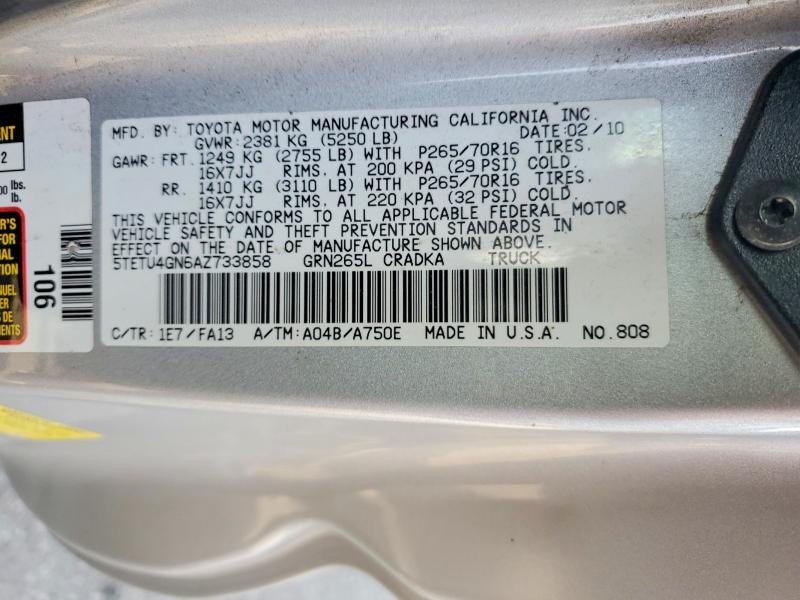 MFD. BY: TOYOTA MOTOR MANUFACTURING CALIFORNIA INC.
GVWR: 2381 KG (5250 LB) DATE: 02/10
GAWR: FRT. 1249 KG (2755 LB) WITH P265/70R16 TIRES.
16X7JJ RIMS. AT 200 KPA (29 PSI) COLD.
RR. 1410 KG (3110 LB) WITH P265/70R16 TIRES.
16X7JJ RIMS. AT 220 KPA (32 PSI) COLD.
THIS VEHICLE CONFORMS TO ALL APPLICABLE FEDERAL MOTOR
VEHICLE SAFETY AND THEFT PREVENTION STANDARDS IN
EFFECT ON THE DATE OF MANUFACTURE SHOWN ABOVE.
5TETU4GN6AZ733858 GRN265L CRADKA TRUCK
C/TR: 1E7/FA13 A/TM: A04B/A750E MADE IN U.S.A. NO. 808
2
lbs.
lb.
FOR
106